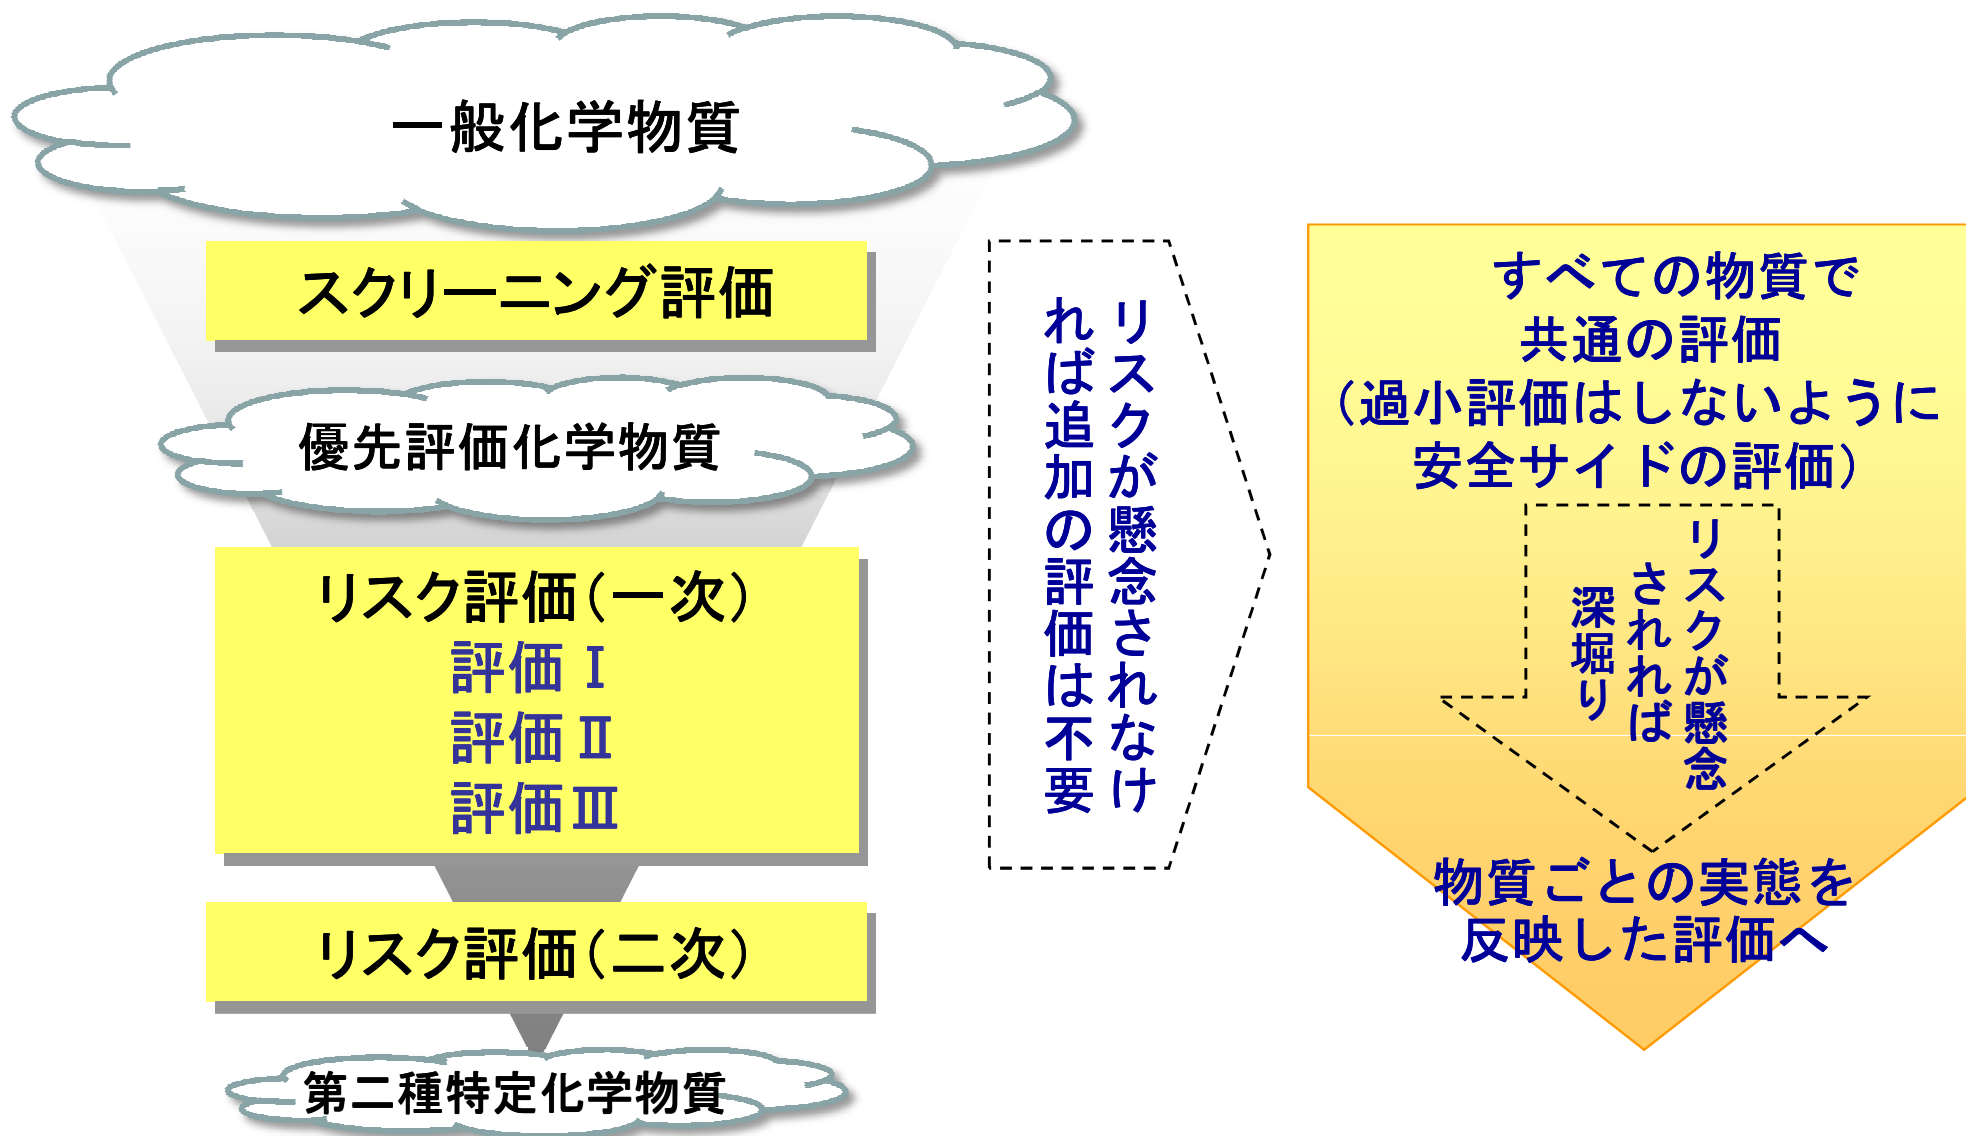 一般化学物質
スクリーニング評価
優先評価化学物質
リスク評価（一次）
評価Ⅰ
評価Ⅱ
評価Ⅲ
リスク評価（二次）
第二種特定化学物質
リスクが懸念されなけ
れば追加の評価は不要
すべての物質で
共通の評価
（過小評価はしないように
安全サイドの評価）
リスクが懸念
されれば
深堀り
物質ごとの実態を
反映した評価へ